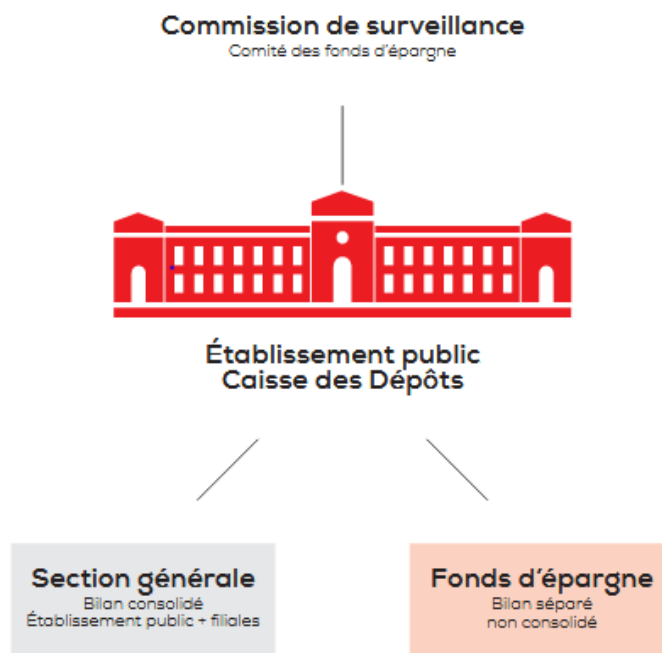 Commission de surveillance
Comité des fonds d'épargne
Établissement public
Caisse des Dépôts
Section générale
Bilan consolidé
Établissement public + filiales
Fonds d'épargne
Bilan séparé
non consolidé